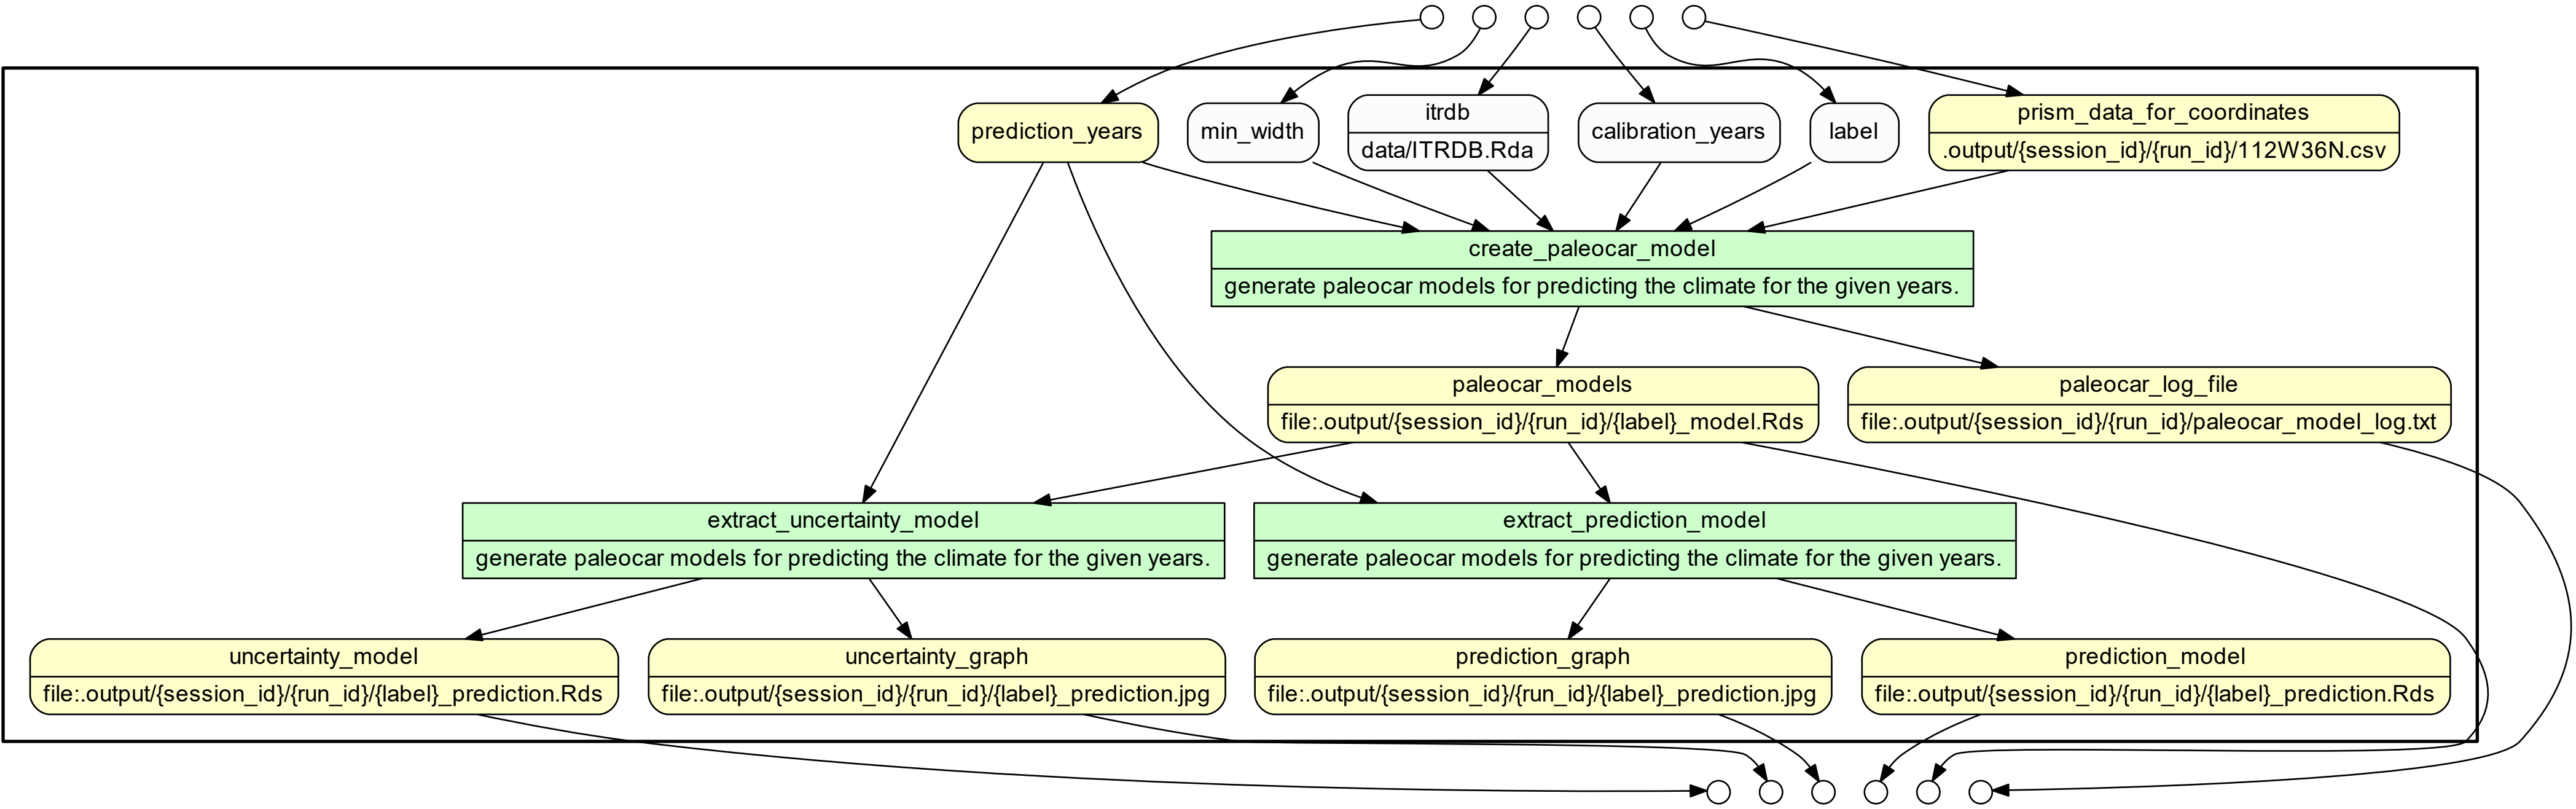 prediction_years
min_width
itrdb
data/ITRDB.Rda
calibration_years
label
prism_data_for_coordinates
.output/{session_id}/{run_id}/112W36N.csv
create_paleocar_model
generate paleocar models for predicting the climate for the given years.
paleocar_models
file:.output/{session_id}/{run_id}/{label}_model.Rds
paleocar_log_file
file:.output/{session_id}/{run_id}/paleocar_model_log.txt
extract_uncertainty_model
generate paleocar models for predicting the climate for the given years.
extract_prediction_model
generate paleocar models for predicting the climate for the given years.
uncertainty_model
file:.output/{session_id}/{run_id}/{label}_prediction.Rds
uncertainty_graph
file:.output/{session_id}/{run_id}/{label}_prediction.jpg
prediction_graph
file:.output/{session_id}/{run_id}/{label}_prediction.jpg
prediction_model
file:.output/{session_id}/{run_id}/{label}_prediction.Rds